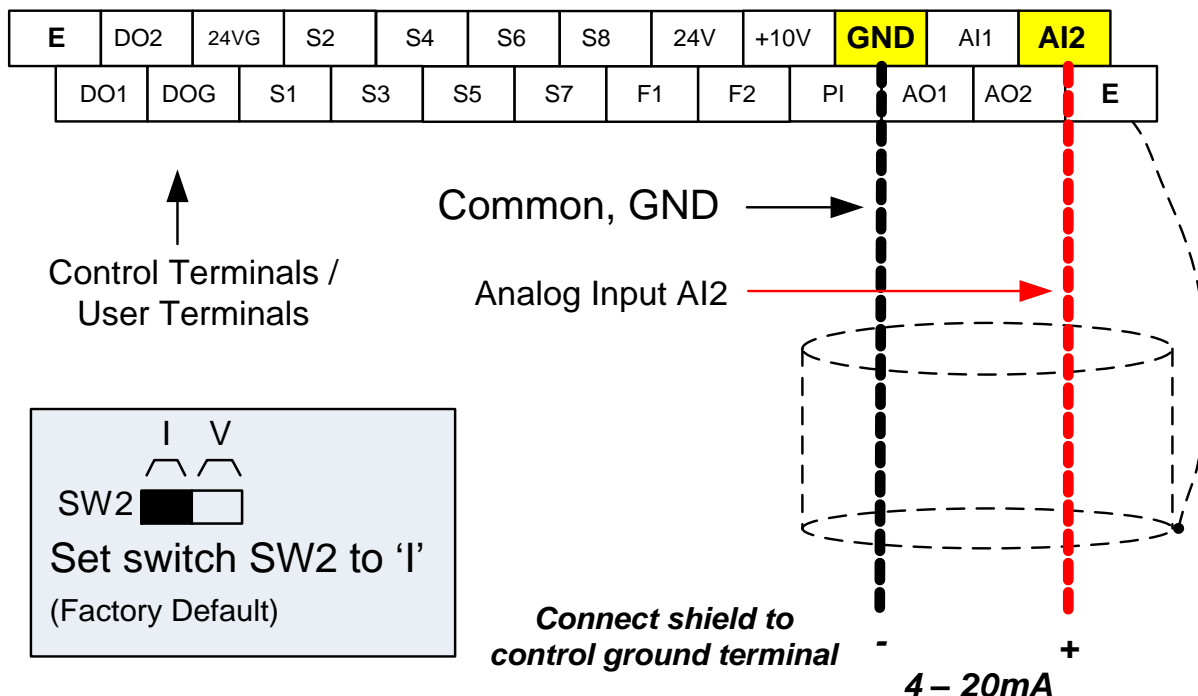 E DO2 24VG S2 S4 S6 S8 24V +10V GND AI1 AI2
DO1 DOG S1 S3 S5 S7 F1 F2 PI AO1 AO2 E
Common, GND
Control Terminals /
User Terminals
Analog Input AI2
I V
SW2
Set switch SW2 to ‘I’
(Factory Default)
Connect shield to
control ground terminal
- +
4 – 20mA